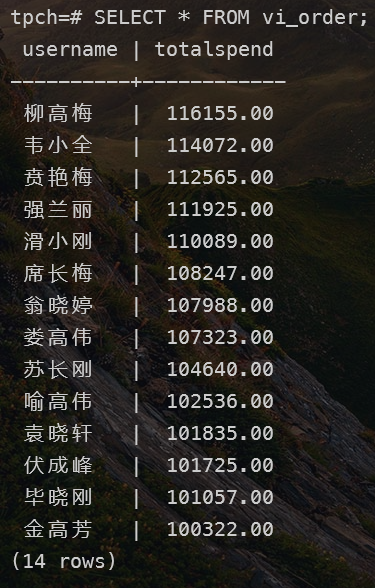 tpch=# SELECT * FROM vi_order;
 username | totalspend
----------+------------
 柳高梅   |  116155.00
 韦小全   |  114072.00
 贲艳梅   |  112565.00
 强兰丽   |  111925.00
 滑小刚   |  110089.00
 席长梅   |  108247.00
 翁晓婷   |  107988.00
 娄高伟   |  107323.00
 苏长刚   |  104640.00
 喻高伟   |  102536.00
 袁晓轩   |  101835.00
 伏成峰   |  101725.00
 毕晓刚   |  101057.00
 金高芳   |  100322.00
(14 rows)